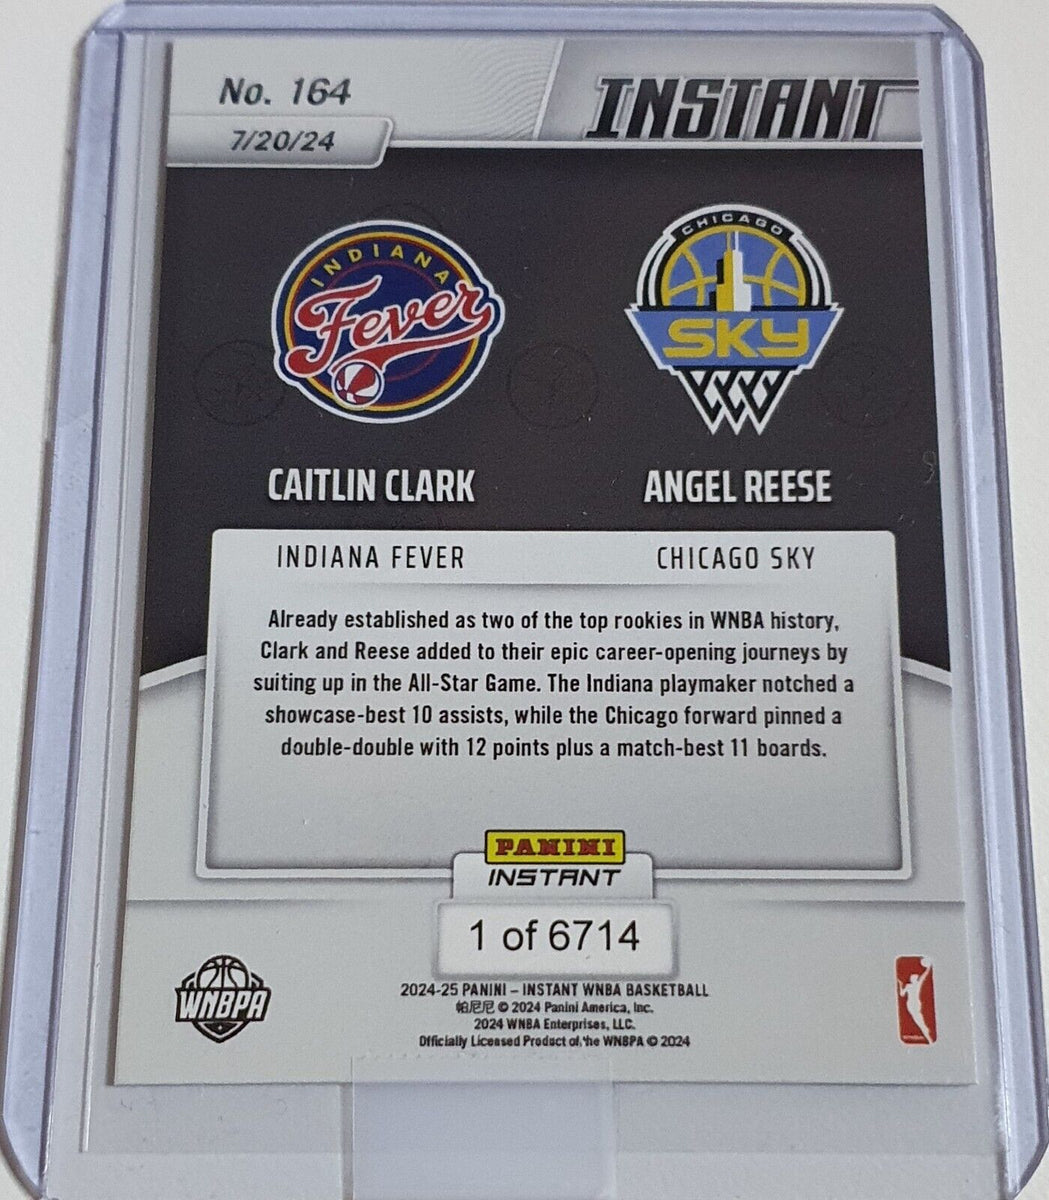 No. 164
INSTANT
7/20/24
INDIANA
Fever
CHICAGO
SKY
CAITLIN CLARK
ANGEL REESE
INDIANA FEVER
CHICAGO SKY
Already established as two of the top rookies in WNBA history,
Clark and Reese added to their epic career-opening journeys by
suiting up in the All-Star Game. The Indiana playmaker notched a
showcase-best 10 assists, while the Chicago forward pinned a
double-double with 12 points plus a match-best 11 boards.
PANINI
INSTANT
1 of 6714
WNBPA
2024-25 PANINI – INSTANT WNBA BASKETBALL
帕尼尼 © 2024 Panini America, Inc.
2024 WNBA Enterprises, LLC.
Officially Licensed Product of the WNBPA © 2024